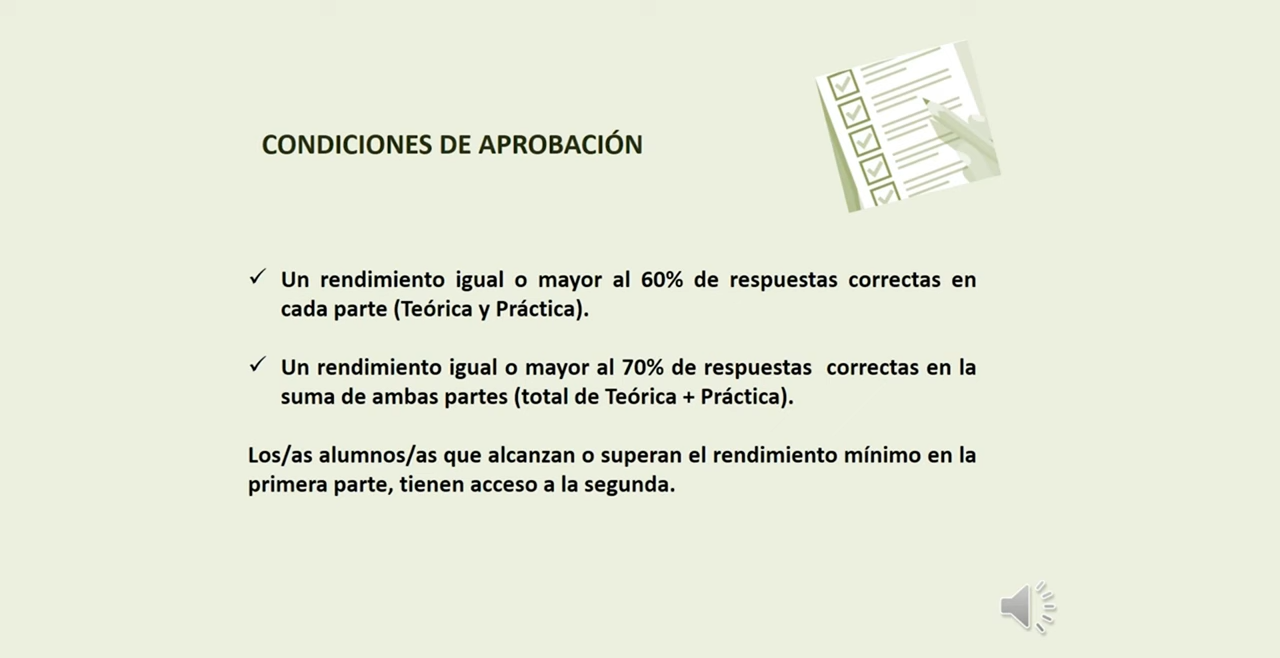 CONDICIONES DE APROBACIÓN
✓ Un rendimiento igual o mayor al 60% de respuestas correctas en
cada parte (Teórica y Práctica).
✓ Un rendimiento igual o mayor al 70% de respuestas correctas en la
suma de ambas partes (total de Teórica + Práctica).
Los/as alumnos/as que alcanzan o superan el rendimiento mínimo en la
primera parte, tienen acceso a la segunda.